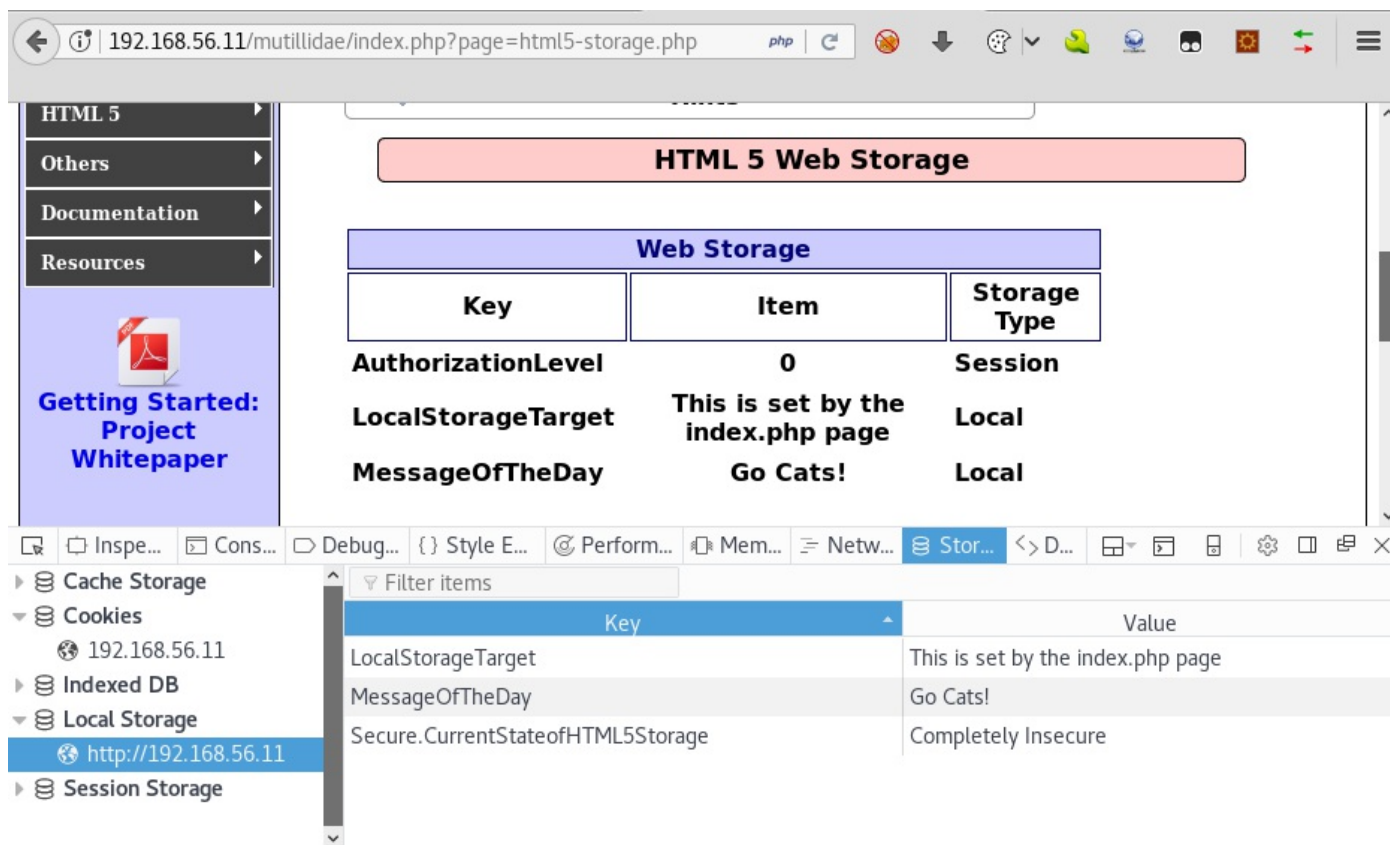 192.168.56.11/mutillidae/index.php?page=html5-storage.php php
HTML 5
Others
Documentation
Resources
PDF
Getting Started:
Project
Whitepaper
HTML 5 Web Storage
Web Storage
Key Item Storage Type
AuthorizationLevel 0 Session
LocalStorageTarget This is set by the index.php page Local
MessageOfTheDay Go Cats! Local
Inspe... Cons... Debug... {} Style E... Perform... Mem... Netw... Stor... D...
Cache Storage
Cookies
192.168.56.11
Indexed DB
Local Storage
http://192.168.56.11
Session Storage
Filter items
Key Value
LocalStorageTarget This is set by the index.php page
MessageOfTheDay Go Cats!
Secure.CurrentStateofHTML5Storage Completely Insecure